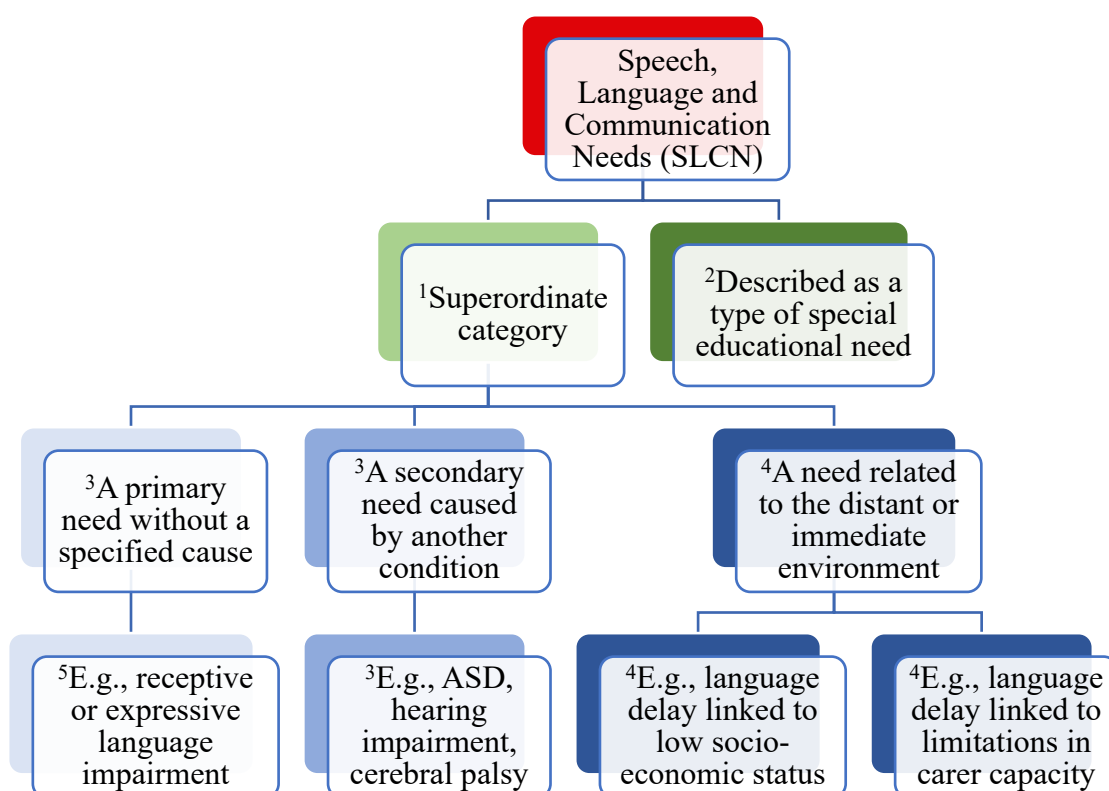 Speech,
Language and
Communication
Needs (SLCN)
¹Superordinate
category
²Described as a
type of special
educational need
³A primary
need without a
specified cause
³A secondary
need caused
by another
condition
⁴A need related
to the distant or
immediate
environment
⁵E.g., receptive
or expressive
language
impairment
³E.g., ASD,
hearing
impairment,
cerebral palsy
⁴E.g., language
delay linked to
low socio-
economic status
⁴E.g., language
delay linked to
limitations in
carer capacity